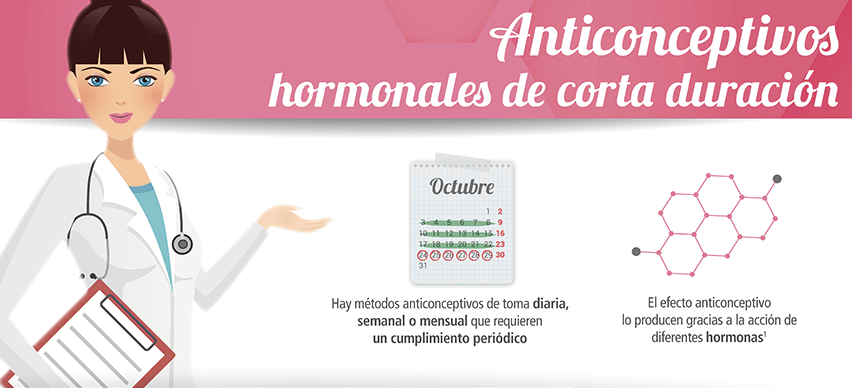 Anticonceptivos
hormonales de corta duración
Octubre
1 2
3 4 5 6 7 8 9
10 11 12 13 14 15 16
17 18 19 20 21 22 23
24 25 26 27 28 29 30
31
Hay métodos anticonceptivos de toma diaria,
semanal o mensual que requieren
un cumplimiento periódico
El efecto anticonceptivo
lo producen gracias a la acción de
diferentes hormonas1